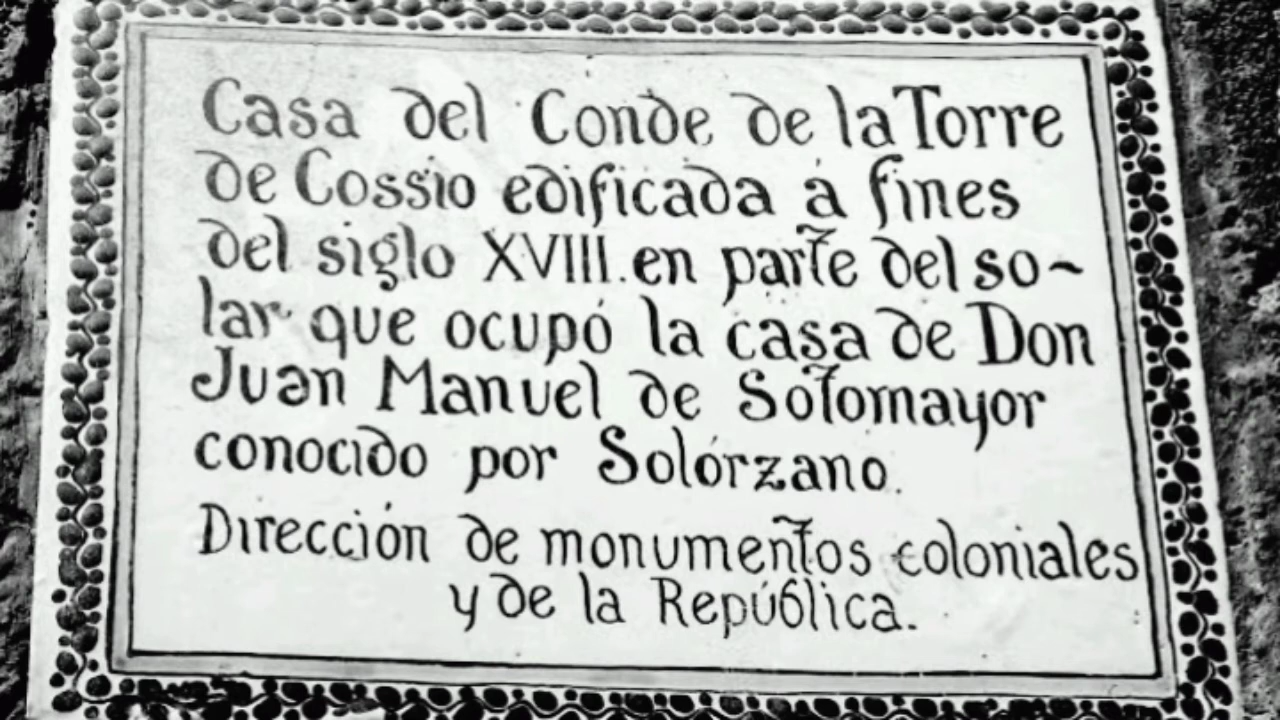 Casa del Conde de la Torre
de Cossio edificada à fines
del siglo XVIII. en parte del so~
lar que ocupó la casa de Don
Juan Manuel de Sotomayor
conocido por Solórzano.
Dirección de monumentos coloniales
y de la República.